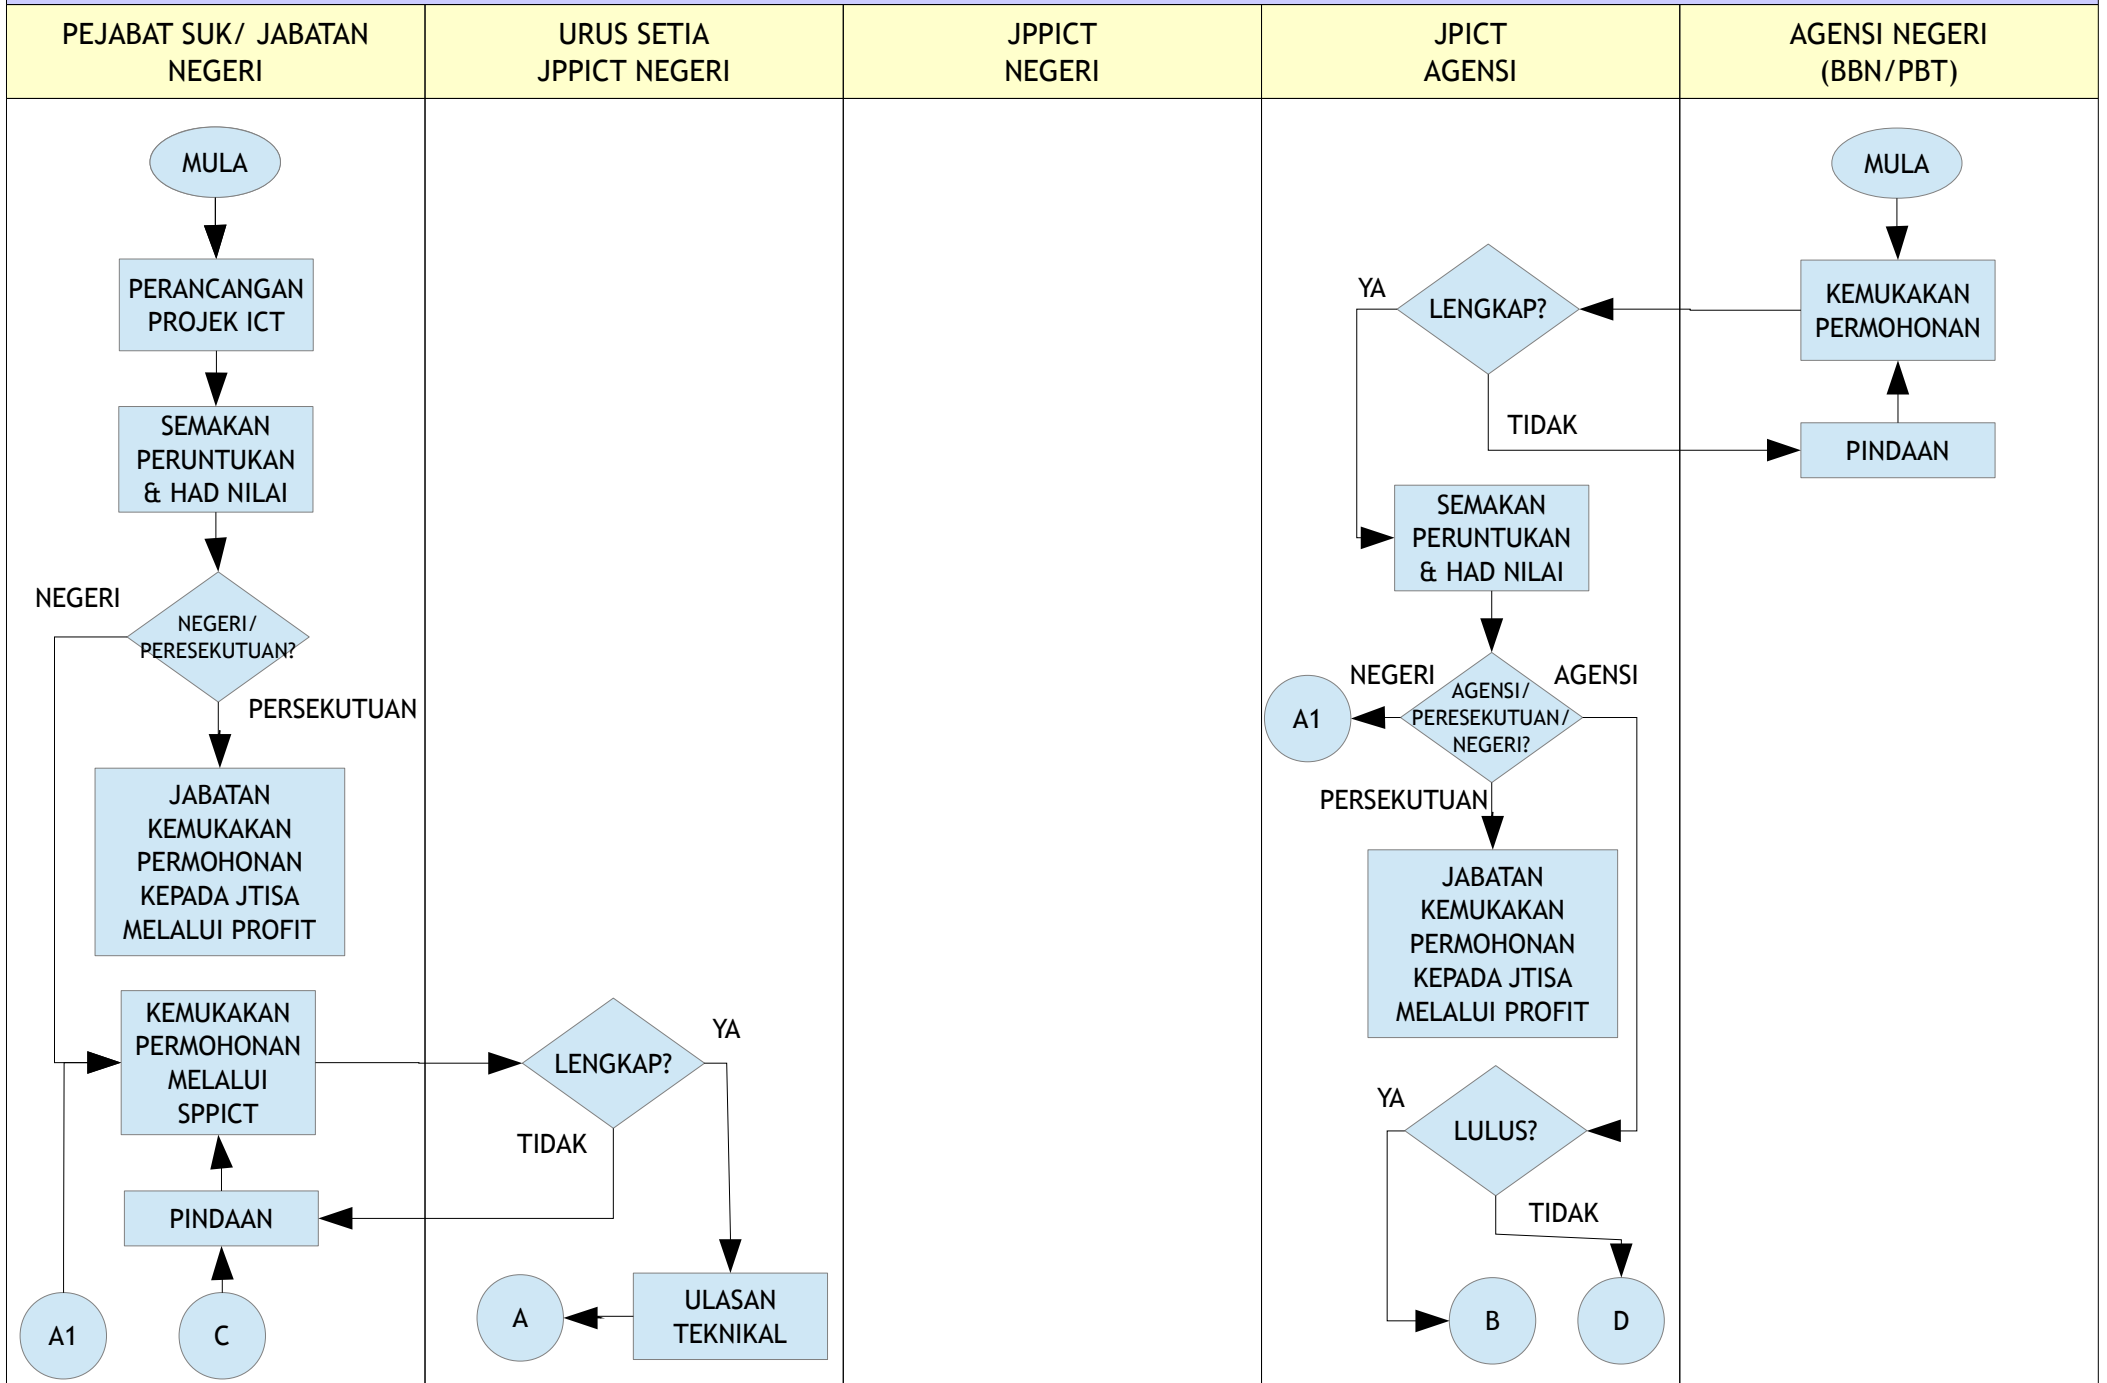 PEJABAT SUK/ JABATAN
NEGERI
URUS SETIA
JPPICT NEGERI
JPPICT
NEGERI
JPICT
AGENSI
AGENSI NEGERI
(BBN/PBT)
MULA
PERANCANGAN
PROJEK ICT
SEMAKAN
PERUNTUKAN
& HAD NILAI
NEGERI
NEGERI/
PERESEKUTUAN?
PERSEKUTUAN
JABATAN
KEMUKAKAN
PERMOHONAN
KEPADA JTISA
MELALUI PROFIT
KEMUKAKAN
PERMOHONAN
MELALUI
SPPICT
PINDAAN
A1
C
LENGKAP?
YA
TIDAK
ULASAN
TEKNIKAL
A
YA
LENGKAP?
TIDAK
SEMAKAN
PERUNTUKAN
& HAD NILAI
NEGERI
AGENSI
A1
AGENSI/
PERESEKUTUAN/
NEGERI?
PERSEKUTUAN
JABATAN
KEMUKAKAN
PERMOHONAN
KEPADA JTISA
MELALUI PROFIT
YA
LULUS?
TIDAK
B
D
MULA
KEMUKAKAN
PERMOHONAN
PINDAAN